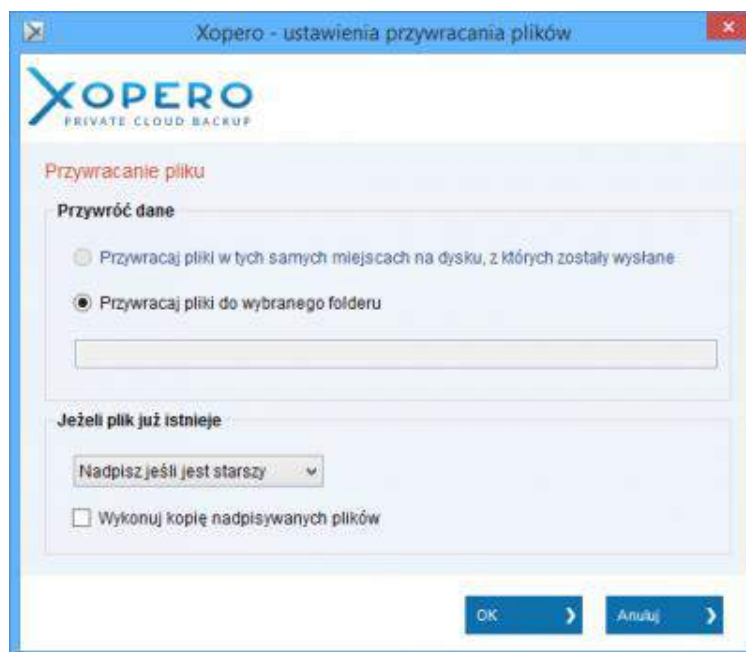 Xopero - ustawienia przywracania plików
XOPERO
PRIVATE CLOUD BACKUP
Przywracanie pliku
Przywróć dane
Przywracaj pliki w tych samych miejscach na dysku, z których zostały wysłane
Przywracaj pliki do wybranego folderu
Jeżeli plik już istnieje
Nadpisz jeśli jest starszy
Wykonuj kopię nadpisywanych plików
OK
Anuluj